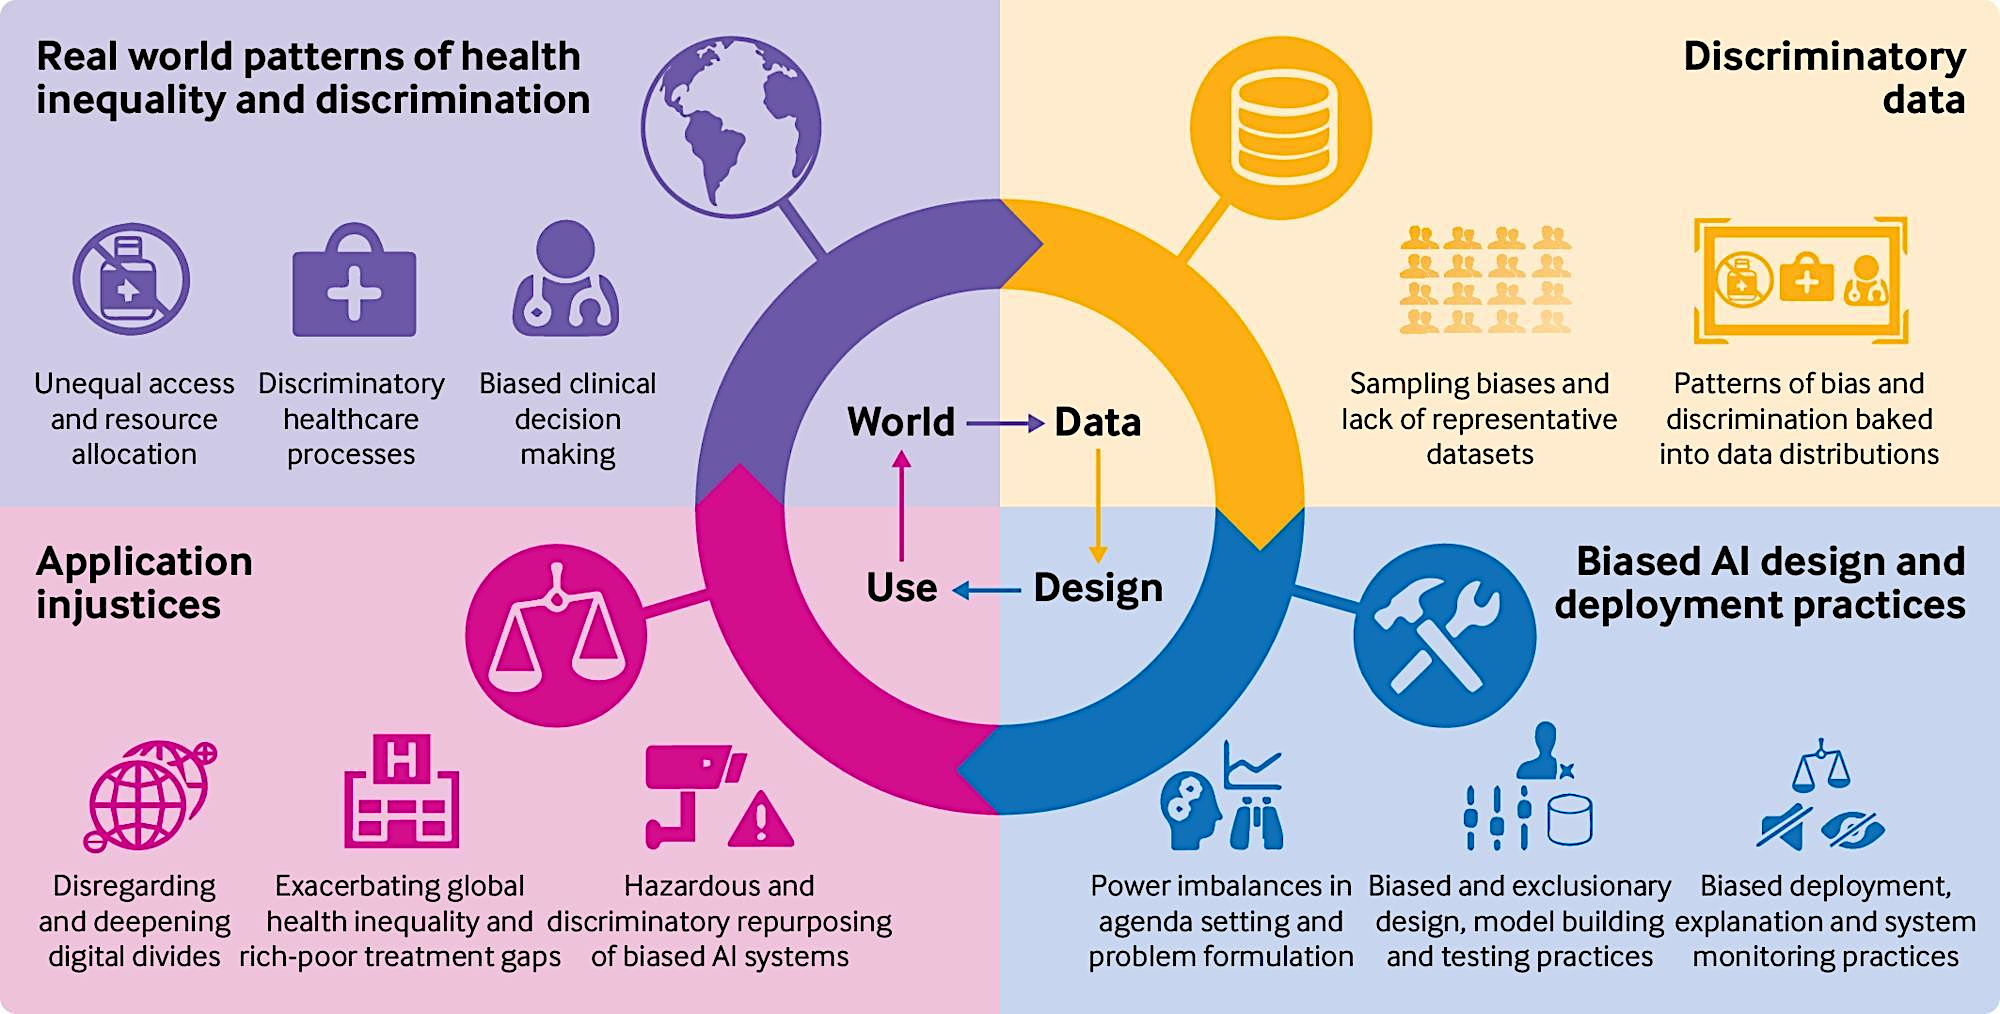 Real world patterns of health
inequality and discrimination
Unequal access
and resource
allocation
Discriminatory
healthcare
processes
Biased clinical
decision
making
Discriminatory
data
Sampling biases and
lack of representative
datasets
Patterns of bias and
discrimination baked
into data distributions
World
Data
Use
Design
Application
injustices
H
Disregarding
and deepening
digital divides
Exacerbating global
health inequality and
rich-poor treatment gaps
Hazardous and
discriminatory repurposing
of biased AI systems
Biased AI design and
deployment practices
Power imbalances in
agenda setting and
problem formulation
Biased and exclusionary
design, model building
and testing practices
Biased deployment,
explanation and system
monitoring practices